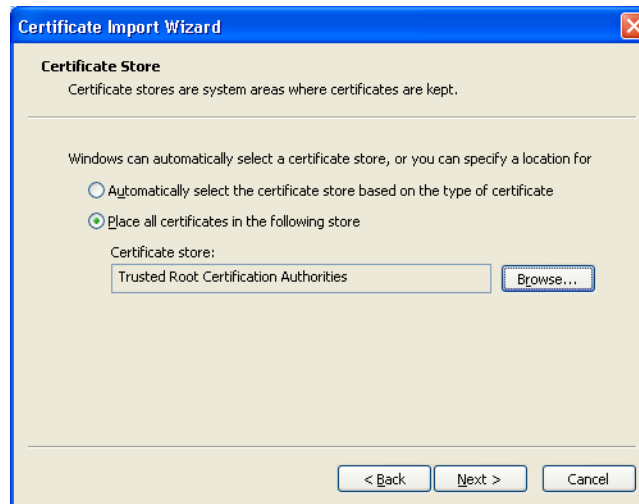 Certificate Import Wizard
Certificate Store
Certificate stores are system areas where certificates are kept.
Windows can automatically select a certificate store, or you can specify a location for
Automatically select the certificate store based on the type of certificate
Place all certificates in the following store
Certificate store:
Trusted Root Certification Authorities
Browse...
< Back
Next >
Cancel